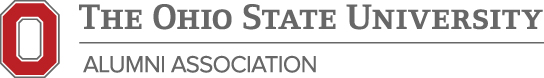 THE OHIO STATE UNIVERSITY
ALUMNI ASSOCIATION